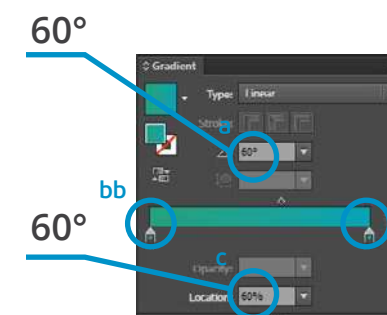 60°
Gradient
Type: Linear
Stroke:
a
60°
bb
60°
c
Opacity:
Location: 60%